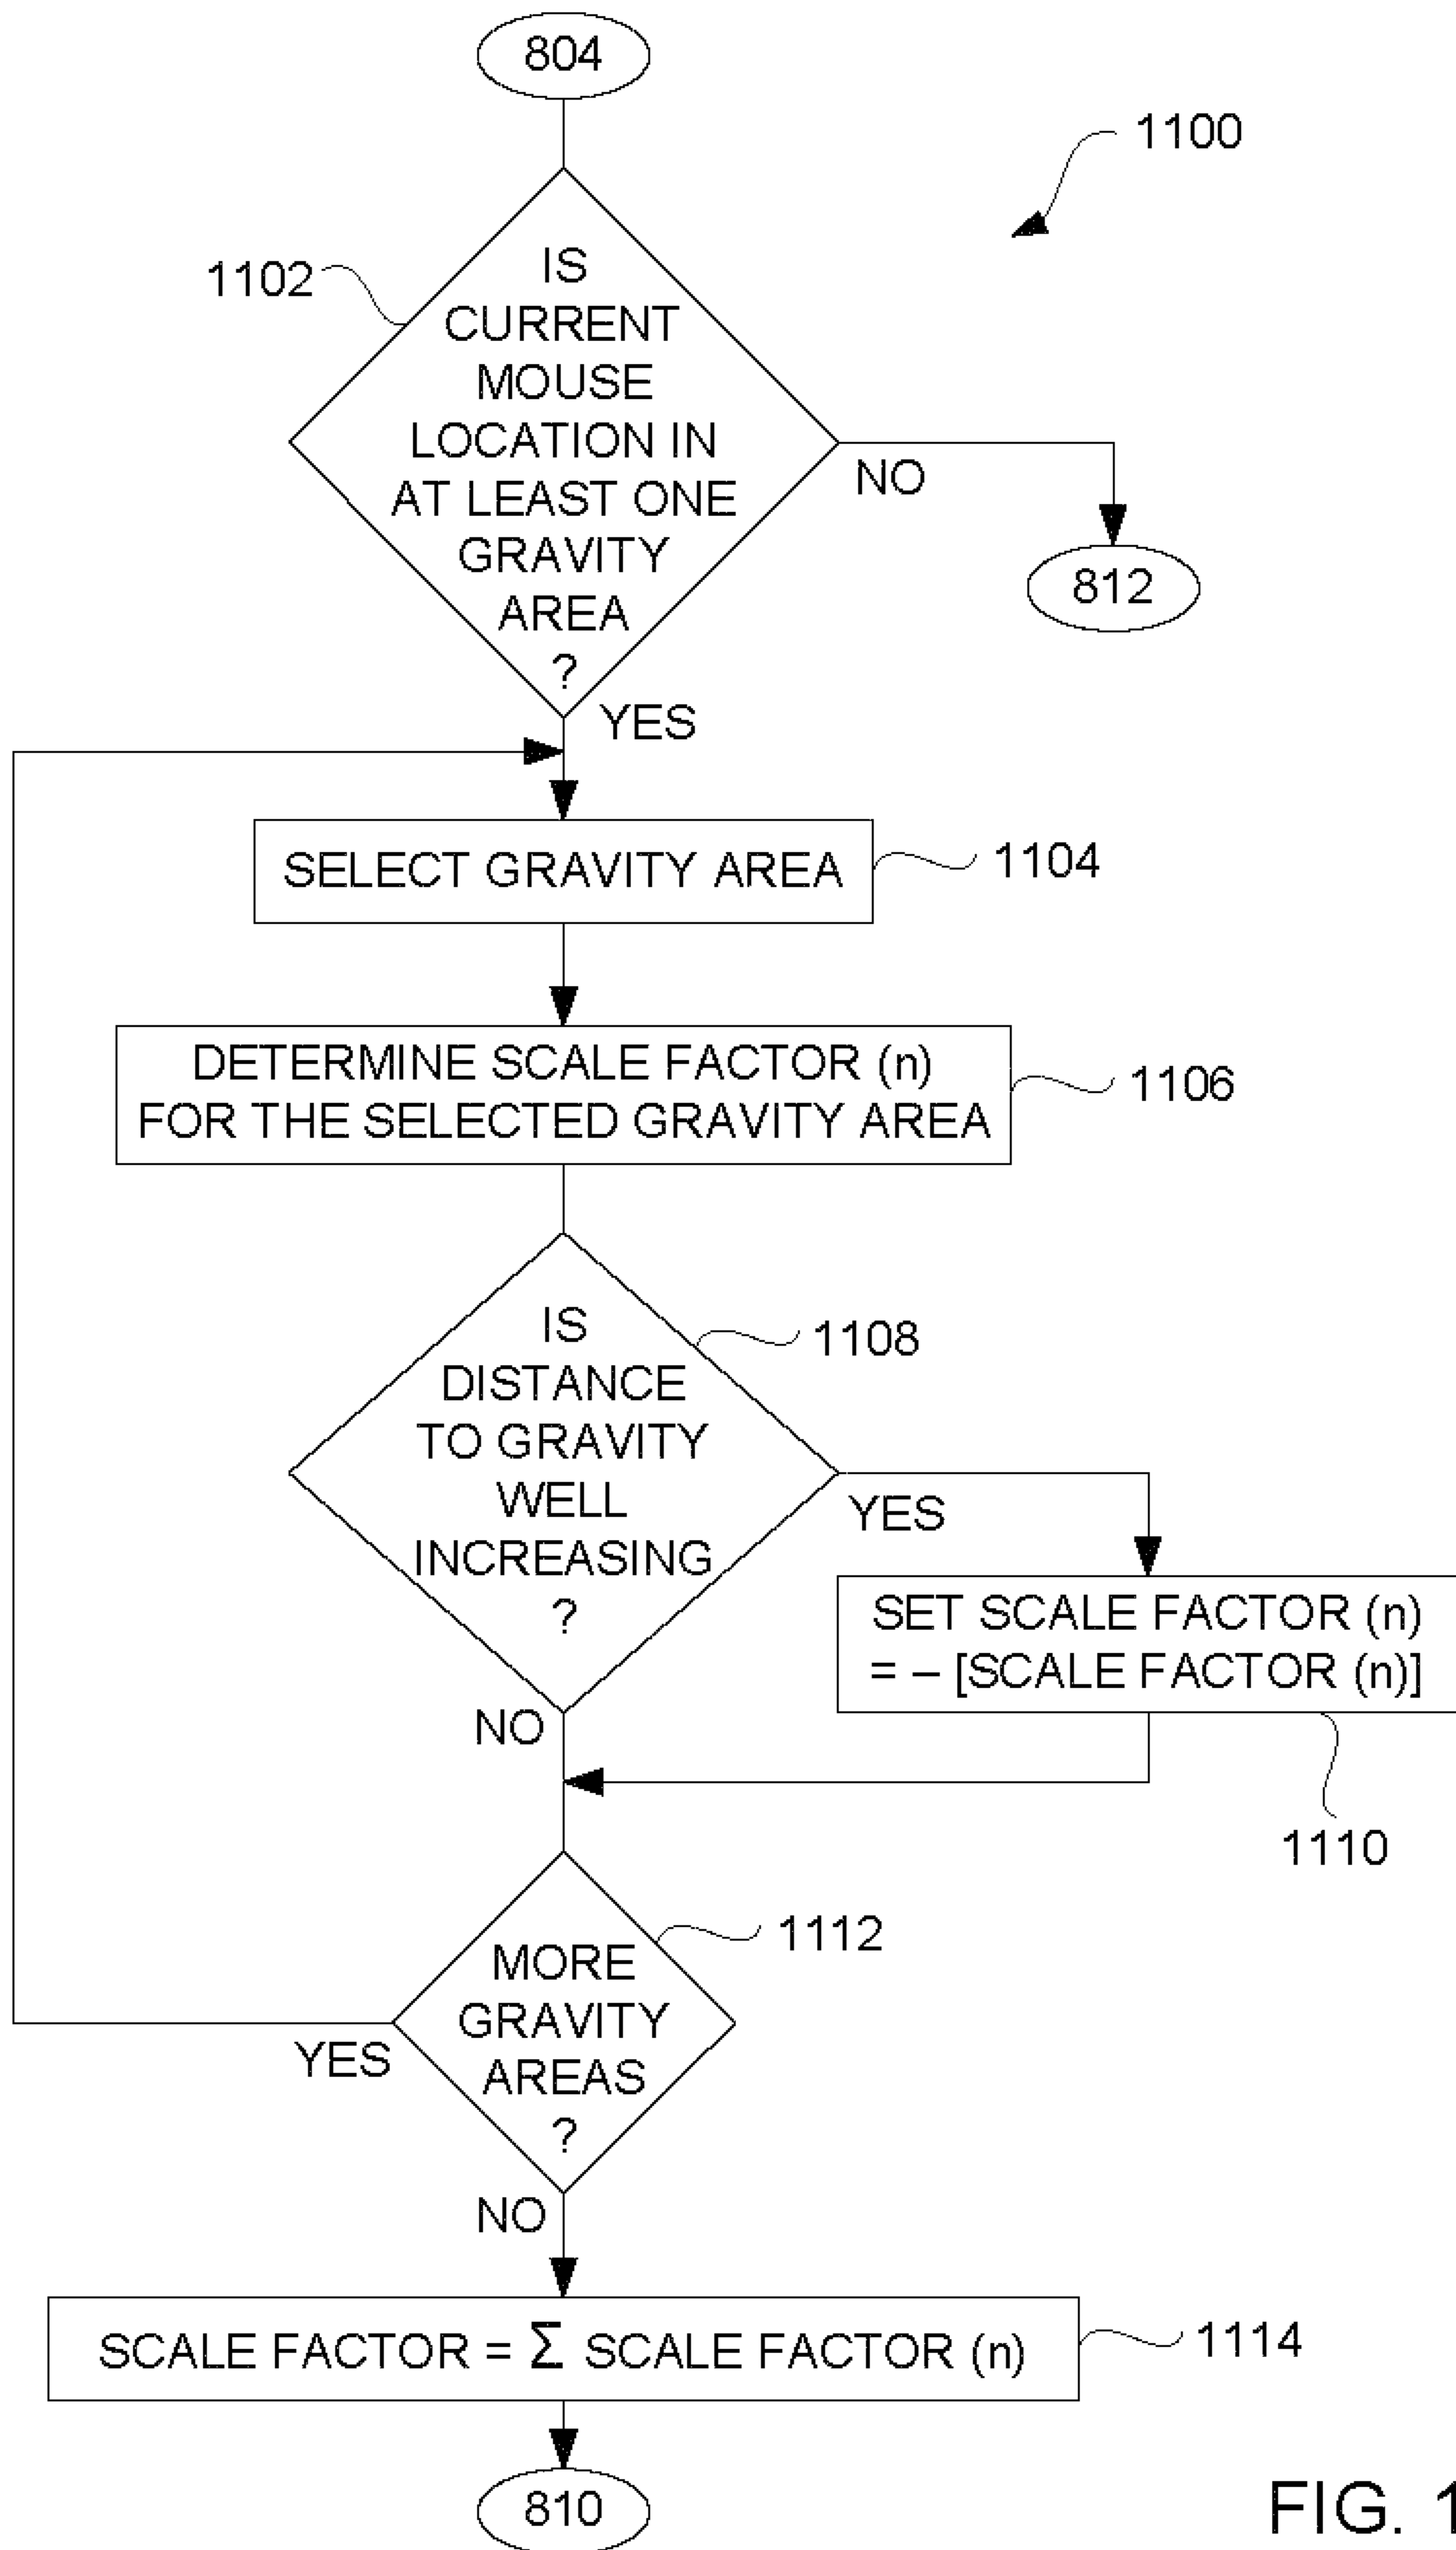 804
1100
1102
IS
CURRENT
MOUSE
LOCATION IN
AT LEAST ONE
GRAVITY
AREA
?
NO
812
YES
SELECT GRAVITY AREA
1104
DETERMINE SCALE FACTOR (n)
FOR THE SELECTED GRAVITY AREA
1106
IS
DISTANCE
TO GRAVITY
WELL
INCREASING
?
1108
YES
SET SCALE FACTOR (n)
= – [SCALE FACTOR (n)]
1110
NO
MORE
GRAVITY
AREAS
?
1112
YES
NO
SCALE FACTOR = Σ SCALE FACTOR (n)
1114
810
FIG. 1